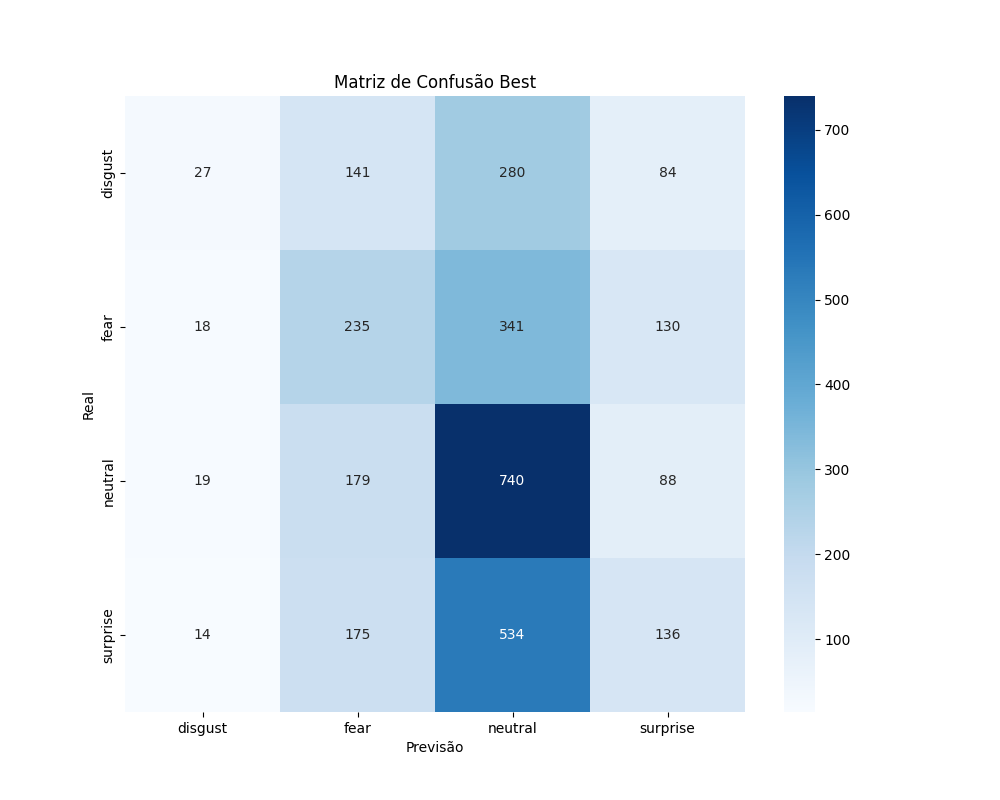 Matriz de Confusão Best
disgust 27 141 280 84
fear 18 235 341 130
neutral 19 179 740 88
surprise 14 175 534 136
disgust fear neutral surprise
Previsão
Real
700
600
500
400
300
200
100